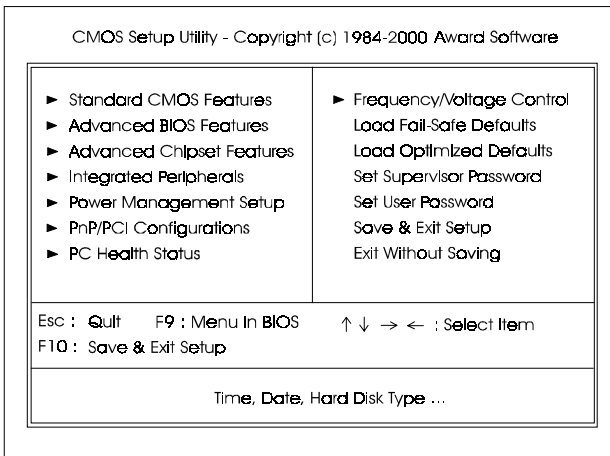 CMOS Setup Utility - Copyright (c) 1984-2000 Award Software
► Standard CMOS Features
► Advanced BIOS Features
► Advanced Chipset Features
► Integrated Peripherals
► Power Management Setup
► PnP/PCI Configurations
► PC Health Status
► Frequency/Voltage Control
Load Fail-Safe Defaults
Load Optimized Defaults
Set Supervisor Password
Set User Password
Save & Exit Setup
Exit Without Saving
Esc : Quit F9 : Menu In BIOS ↑ ↓ → ← : Select Item
F10 : Save & Exit Setup
Time, Date, Hard Disk Type ...